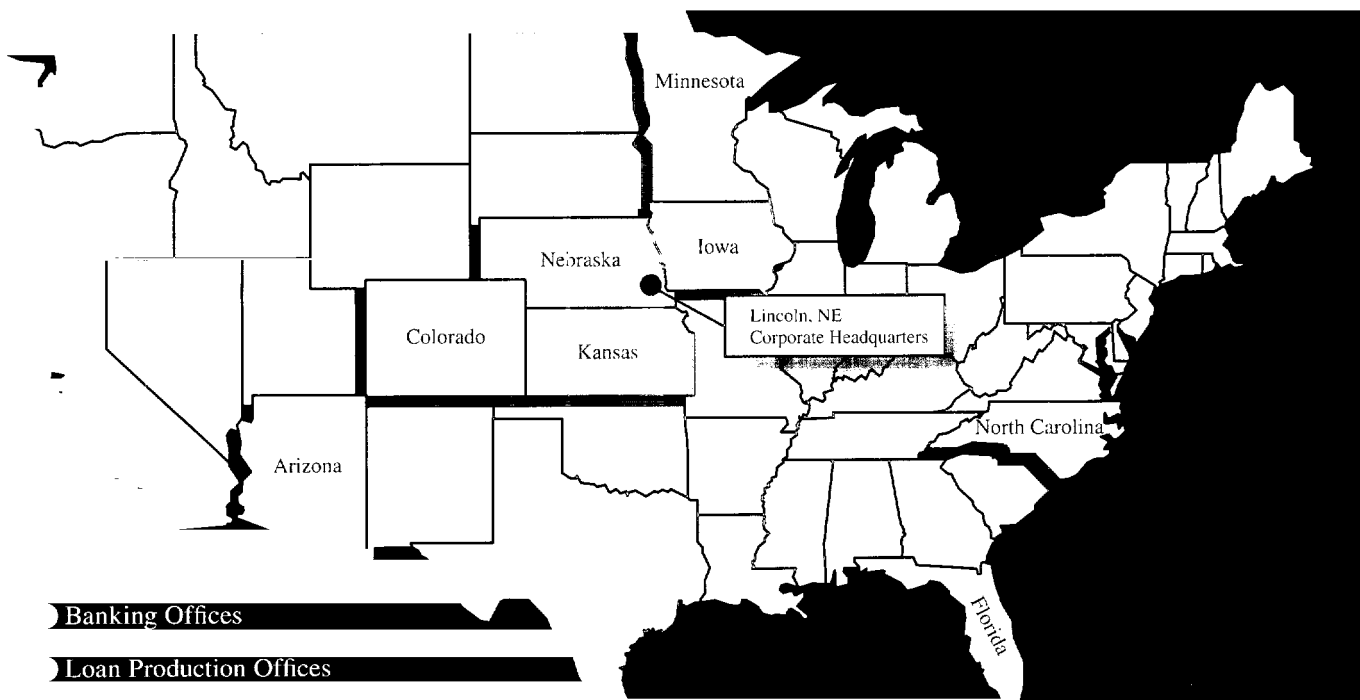 Minnesota
Iowa
Nebraska
Lincoln, NE
Corporate Headquarters
Colorado
Kansas
North Carolina
Arizona
Florida
Banking Offices
Loan Production Offices